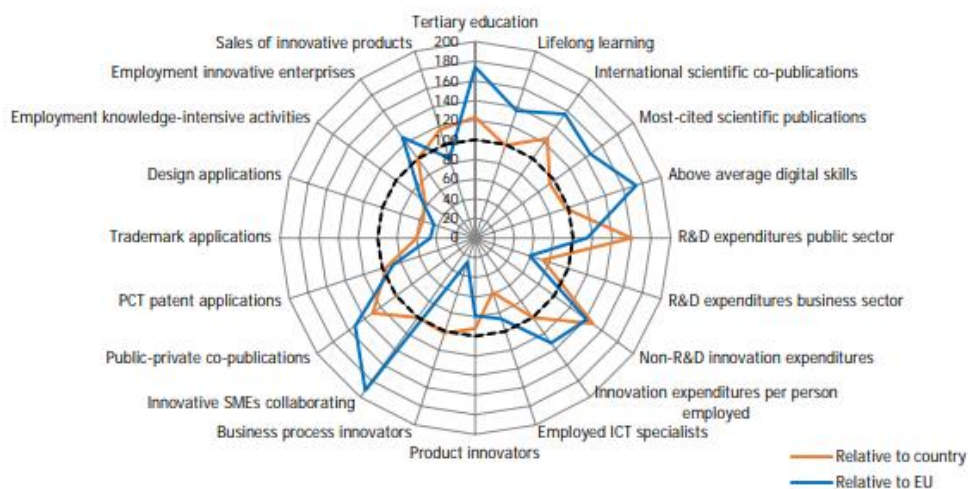 Tertiary education
Sales of innovative products
200
Lifelong learning
180
Employment innovative enterprises
160
International scientific co-publications
140
Employment knowledge-intensive activities
120
Most-cited scientific publications
100
80
Design applications
60
Above average digital skills
40
20
Trademark applications
0
R&D expenditures public sector
PCT patent applications
R&D expenditures business sector
Public-private co-publications
Non-R&D innovation expenditures
Innovative SMEs collaborating
Innovation expenditures per person
employed
Business process innovators
Employed ICT specialists
Product innovators
Relative to country
Relative to EU